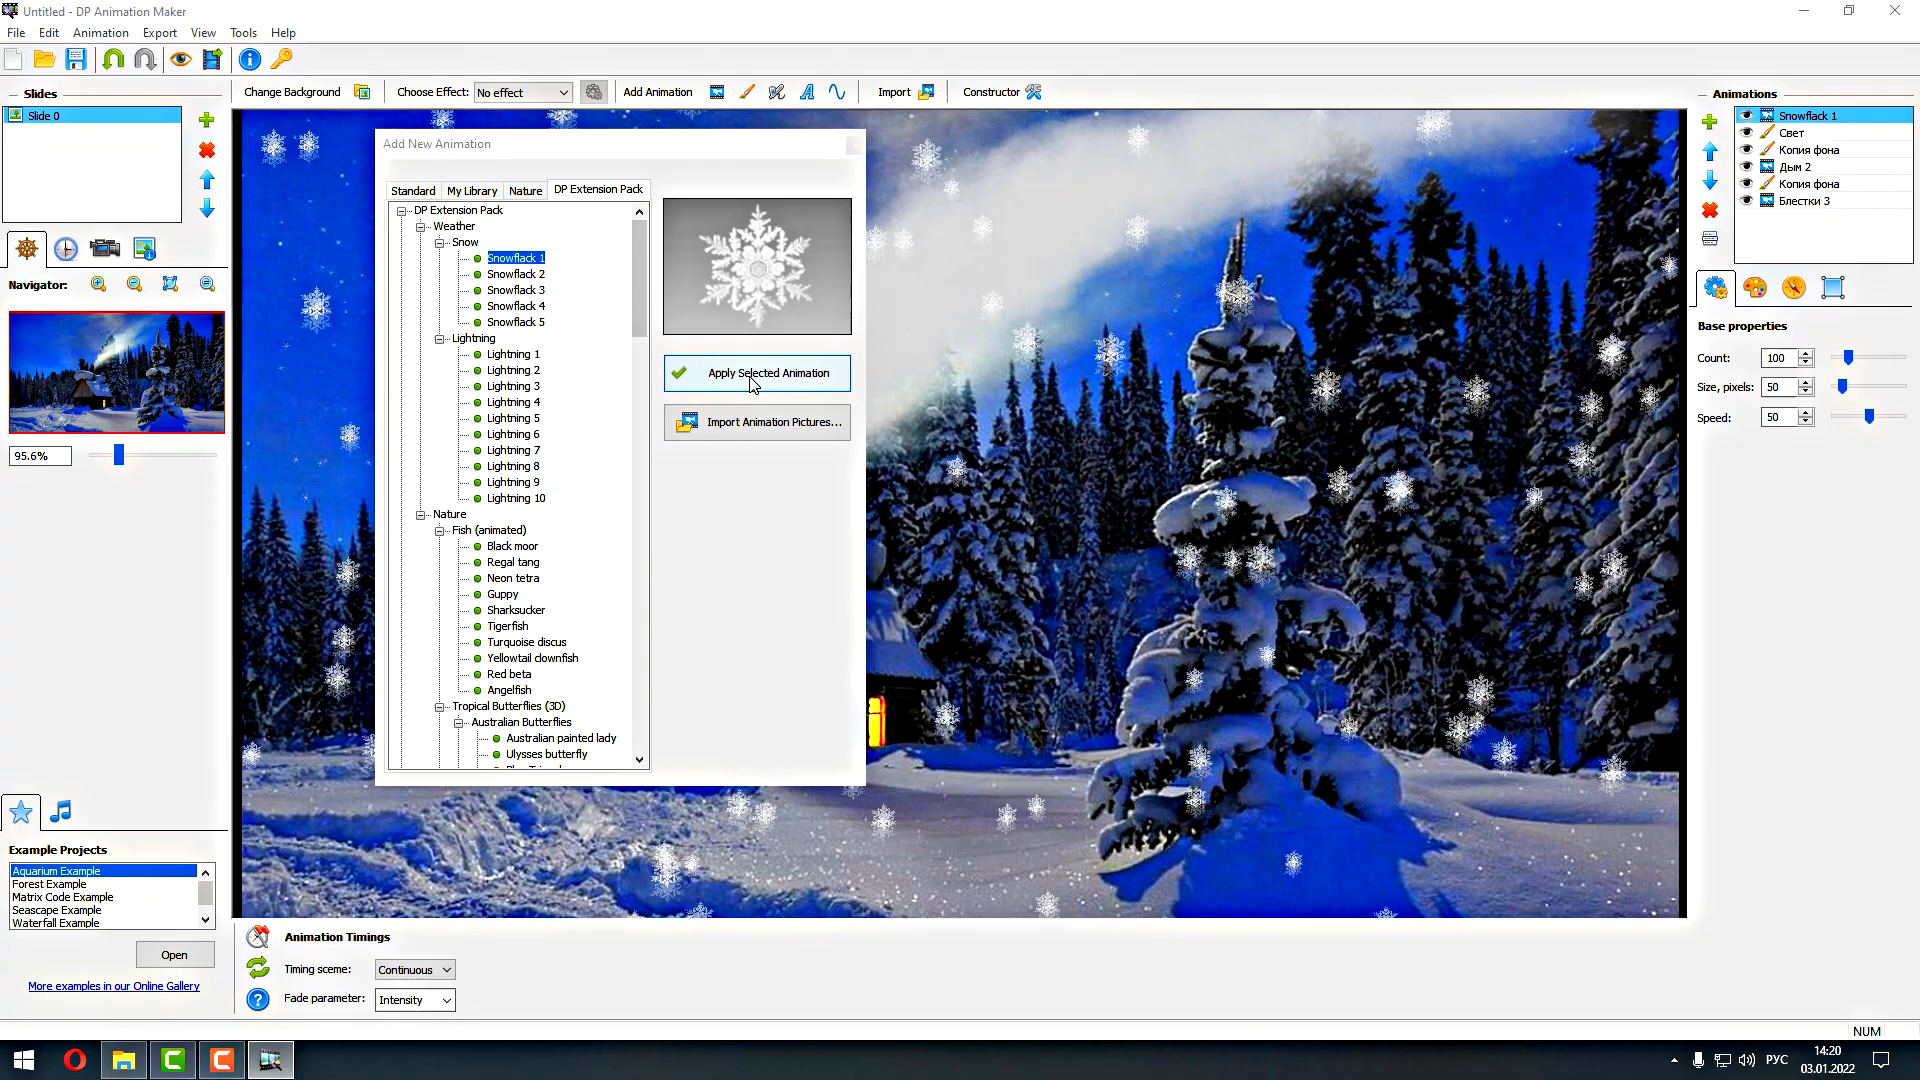 Untitled - DP Animation Maker
File Edit Animation Export View Tools Help
Slides
Slide 0
Change Background
Choose Effect: No effect
Add Animation
Import
Constructor
Animations
Snowflack 1
Свет
Копия фона
Дым 2
Копия фона
Блестки 3
Add New Animation
Standard My Library Nature DP Extension Pack
DP Extension Pack
Weather
Snow
Snowflack 1
Snowflack 2
Snowflack 3
Snowflack 4
Snowflack 5
Lightning
Lightning 1
Lightning 2
Lightning 3
Lightning 4
Lightning 5
Lightning 6
Lightning 7
Lightning 8
Lightning 9
Lightning 10
Nature
Fish (animated)
Black moor
Regal tang
Neon tetra
Guppy
Sharksucker
Tigerfish
Turquoise discus
Yellowtail clownfish
Red beta
Angelfish
Tropical Butterflies (3D)
Australian Butterflies
Australian painted lady
Ulysses butterfly
Apply Selected Animation
Import Animation Pictures...
Navigator:
95.6%
Base properties
Count: 100
Size, pixels: 50
Speed: 50
Example Projects
Aquarium Example
Forest Example
Matrix Code Example
Seascape Example
Waterfall Example
Open
More examples in our Online Gallery
Animation Timings
Timing sceme: Continuous
Fade parameter: Intensity
NUM
РУС
14:20
03.01.2022